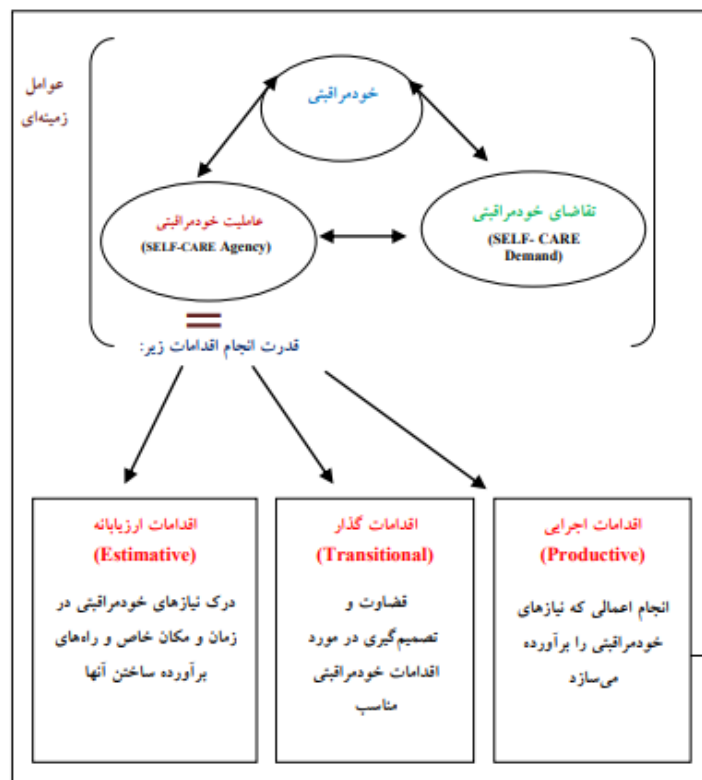 عوامل
زمینه‌ای
خودمراقبتی
عاملیت خودمراقبتی
(SELF-CARE Agency)
تقاضای خودمراقبتی
(SELF- CARE
Demand)
قدرت انجام اقدامات زیر:
اقدامات ارزیابانه
(Estimative)
درک نیازهای خودمراقبتی در
زمان و مکان خاص و راه‌های
برآورده ساختن آنها
اقدامات گذار
(Transitional)
قضاوت و
تصمیم‌گیری در مورد
اقدامات خودمراقبتی
مناسب
اقدامات اجرایی
(Productive)
انجام اعمالی که نیازهای
خودمراقبتی را برآورده
می‌سازد